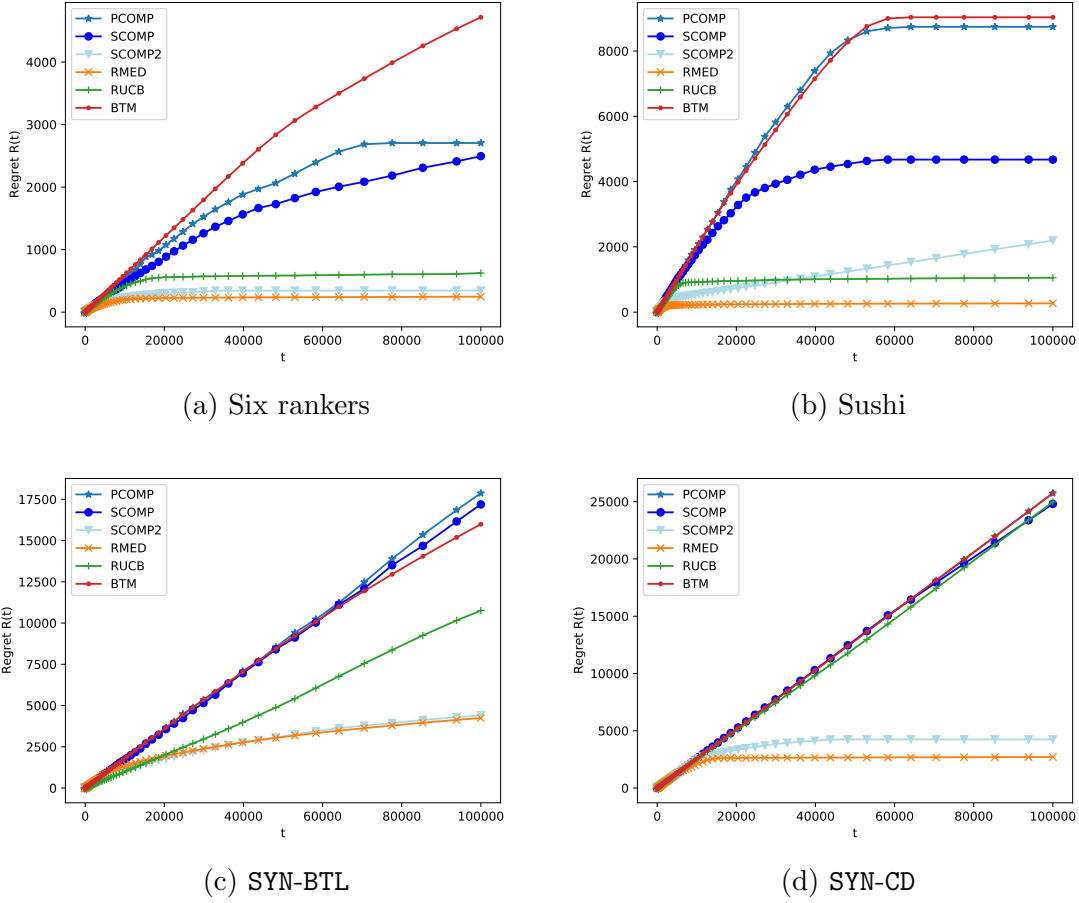 PCOMP
SCOMP
SCOMP2
RMED
RUCB
BTM
Regret R(t)
4000
3000
2000
1000
0
0 20000 40000 60000 80000 100000
t
(a) Six rankers
PCOMP
SCOMP
SCOMP2
RMED
RUCB
BTM
Regret R(t)
8000
6000
4000
2000
0
0 20000 40000 60000 80000 100000
t
(b) Sushi
PCOMP
SCOMP
SCOMP2
RMED
RUCB
BTM
Regret R(t)
17500
15000
12500
10000
7500
5000
2500
0
0 20000 40000 60000 80000 100000
t
(c) SYN-BTL
PCOMP
SCOMP
SCOMP2
RMED
RUCB
BTM
Regret R(t)
25000
20000
15000
10000
5000
0
0 20000 40000 60000 80000 100000
t
(d) SYN-CD